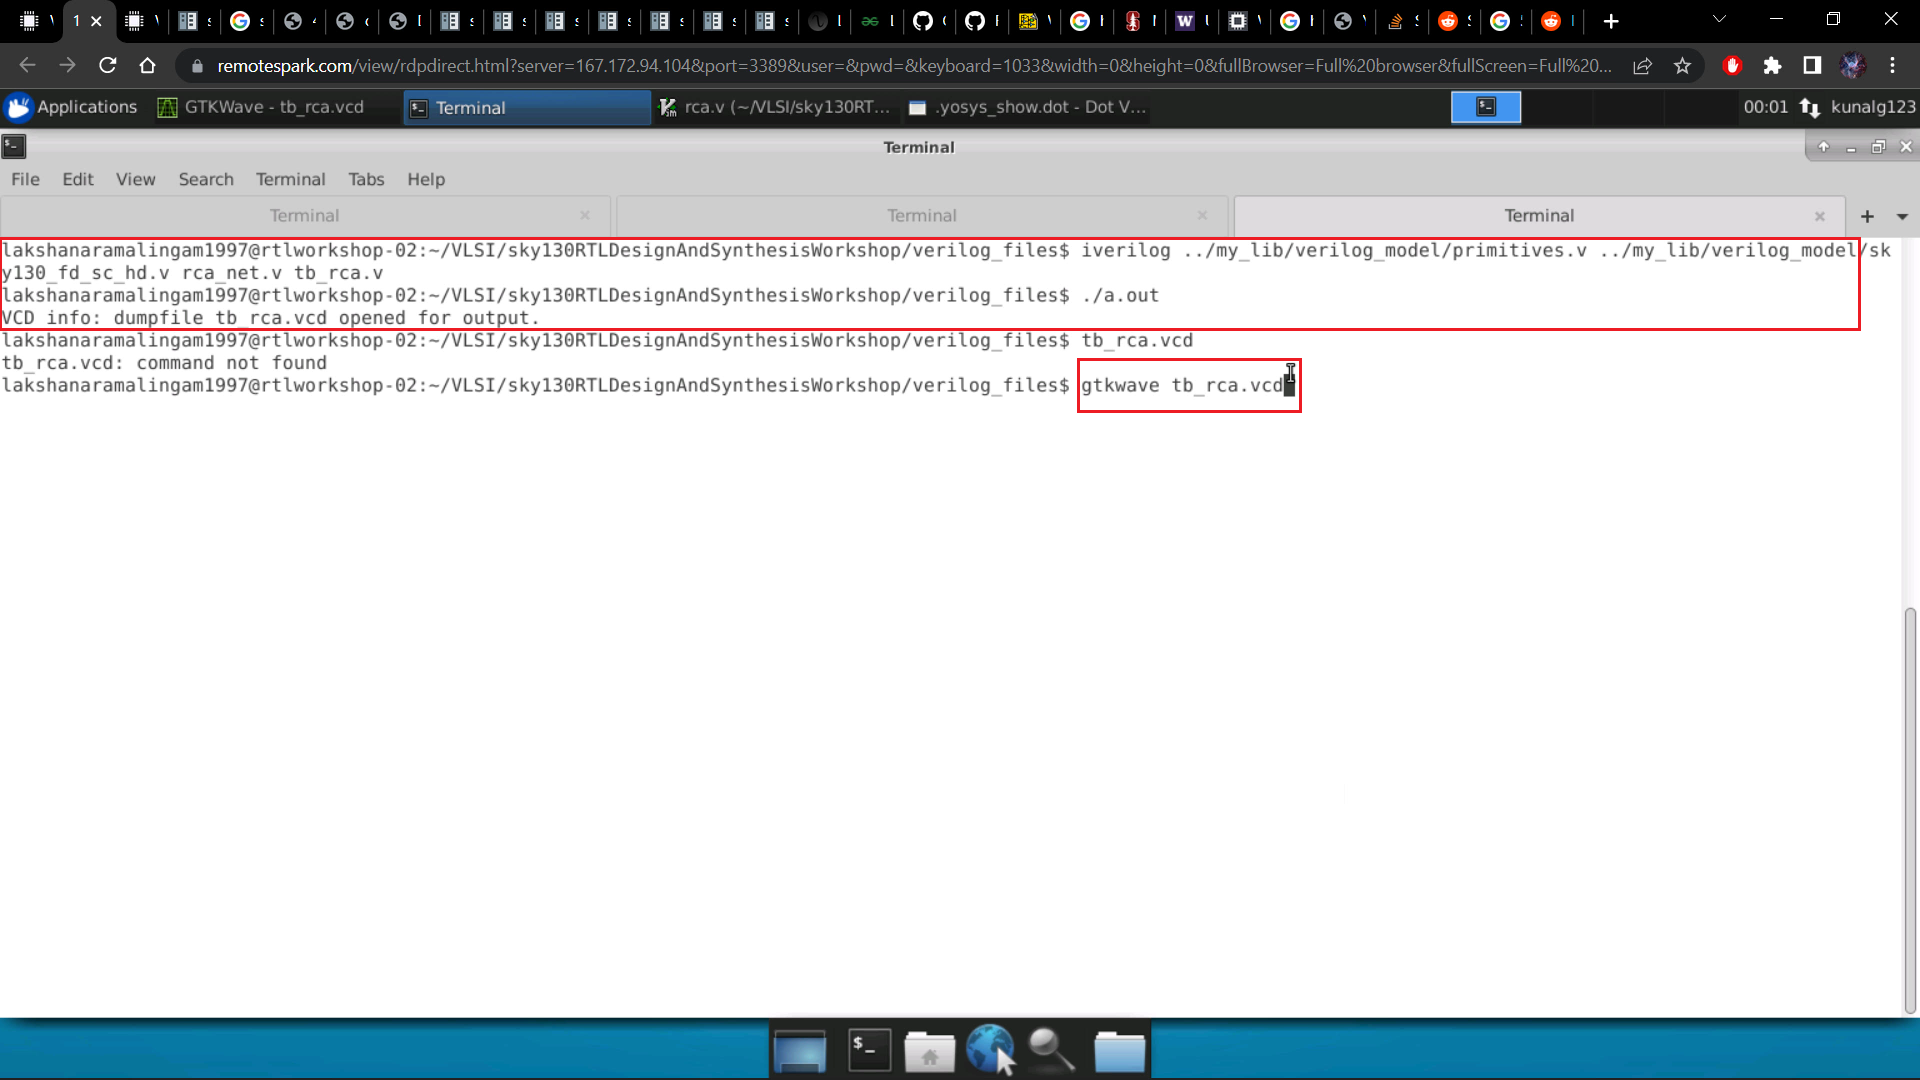 1
remotespark.com/view/rdpdirect.html?server=167.172.94.104&port=3389&user=&pwd=&keyboard=1033&width=0&height=0&fullBrowser=Full%20browser&fullScreen=Full%20...
Applications
GTKWave - tb_rca.vcd
Terminal
rca.v (~/VLSI/sky130RT...
.yosys_show.dot - Dot V...
00:01
kunalg123
Terminal
File Edit View Search Terminal Tabs Help
Terminal
Terminal
Terminal
lakshanaramalingam1997@rtlworkshop-02:~/VLSI/sky130RTLDesignAndSynthesisWorkshop/verilog_files$ iverilog ../my_lib/verilog_model/primitives.v ../my_lib/verilog_model/sk
y130_fd_sc_hd.v rca_net.v tb_rca.v
lakshanaramalingam1997@rtlworkshop-02:~/VLSI/sky130RTLDesignAndSynthesisWorkshop/verilog_files$ ./a.out
VCD info: dumpfile tb_rca.vcd opened for output.
lakshanaramalingam1997@rtlworkshop-02:~/VLSI/sky130RTLDesignAndSynthesisWorkshop/verilog_files$ tb_rca.vcd
tb_rca.vcd: command not found
lakshanaramalingam1997@rtlworkshop-02:~/VLSI/sky130RTLDesignAndSynthesisWorkshop/verilog_files$ gtkwave tb_rca.vcd